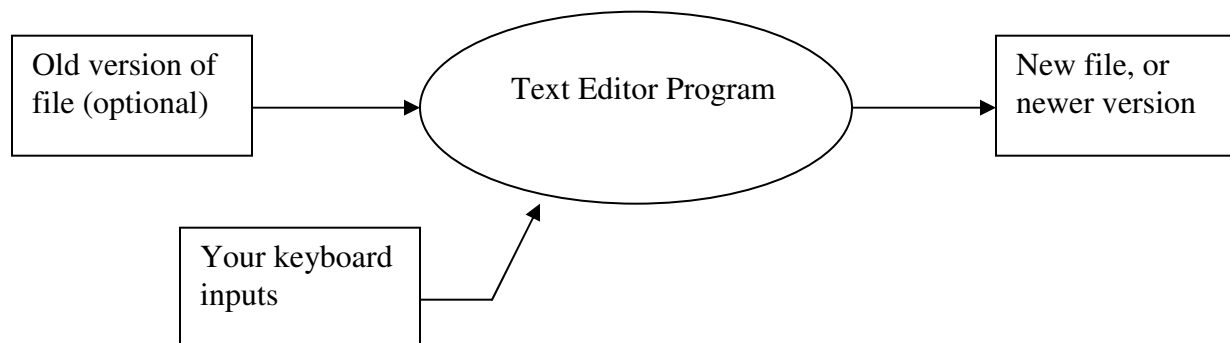 Old version of
file (optional)
Text Editor Program
New file, or
newer version
Your keyboard
inputs